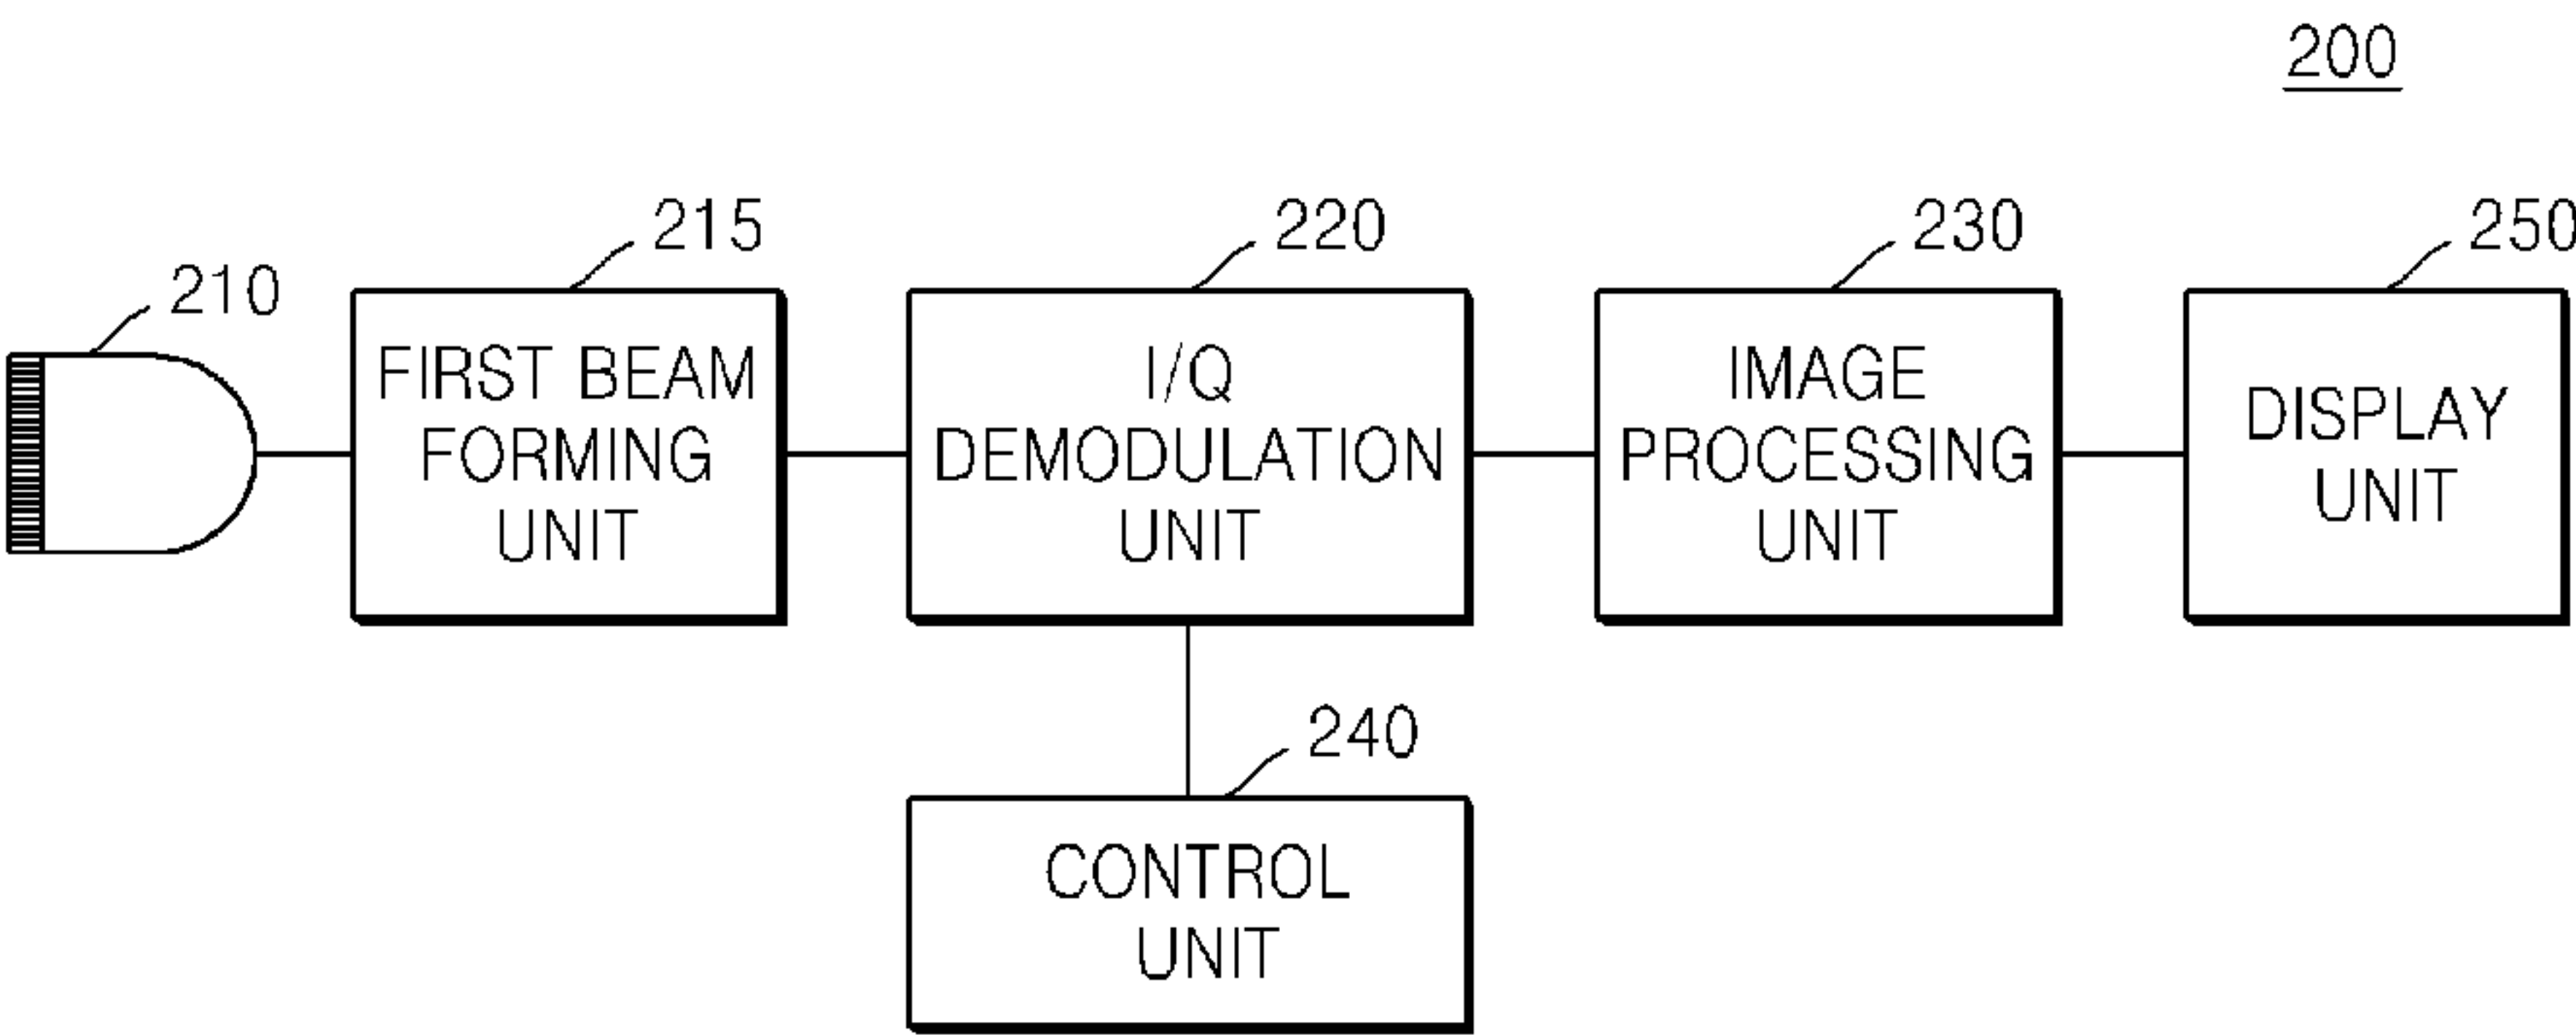 200
210
215
FIRST BEAM
FORMING
UNIT
220
I/Q
DEMODULATION
UNIT
230
IMAGE
PROCESSING
UNIT
250
DISPLAY
UNIT
240
CONTROL
UNIT